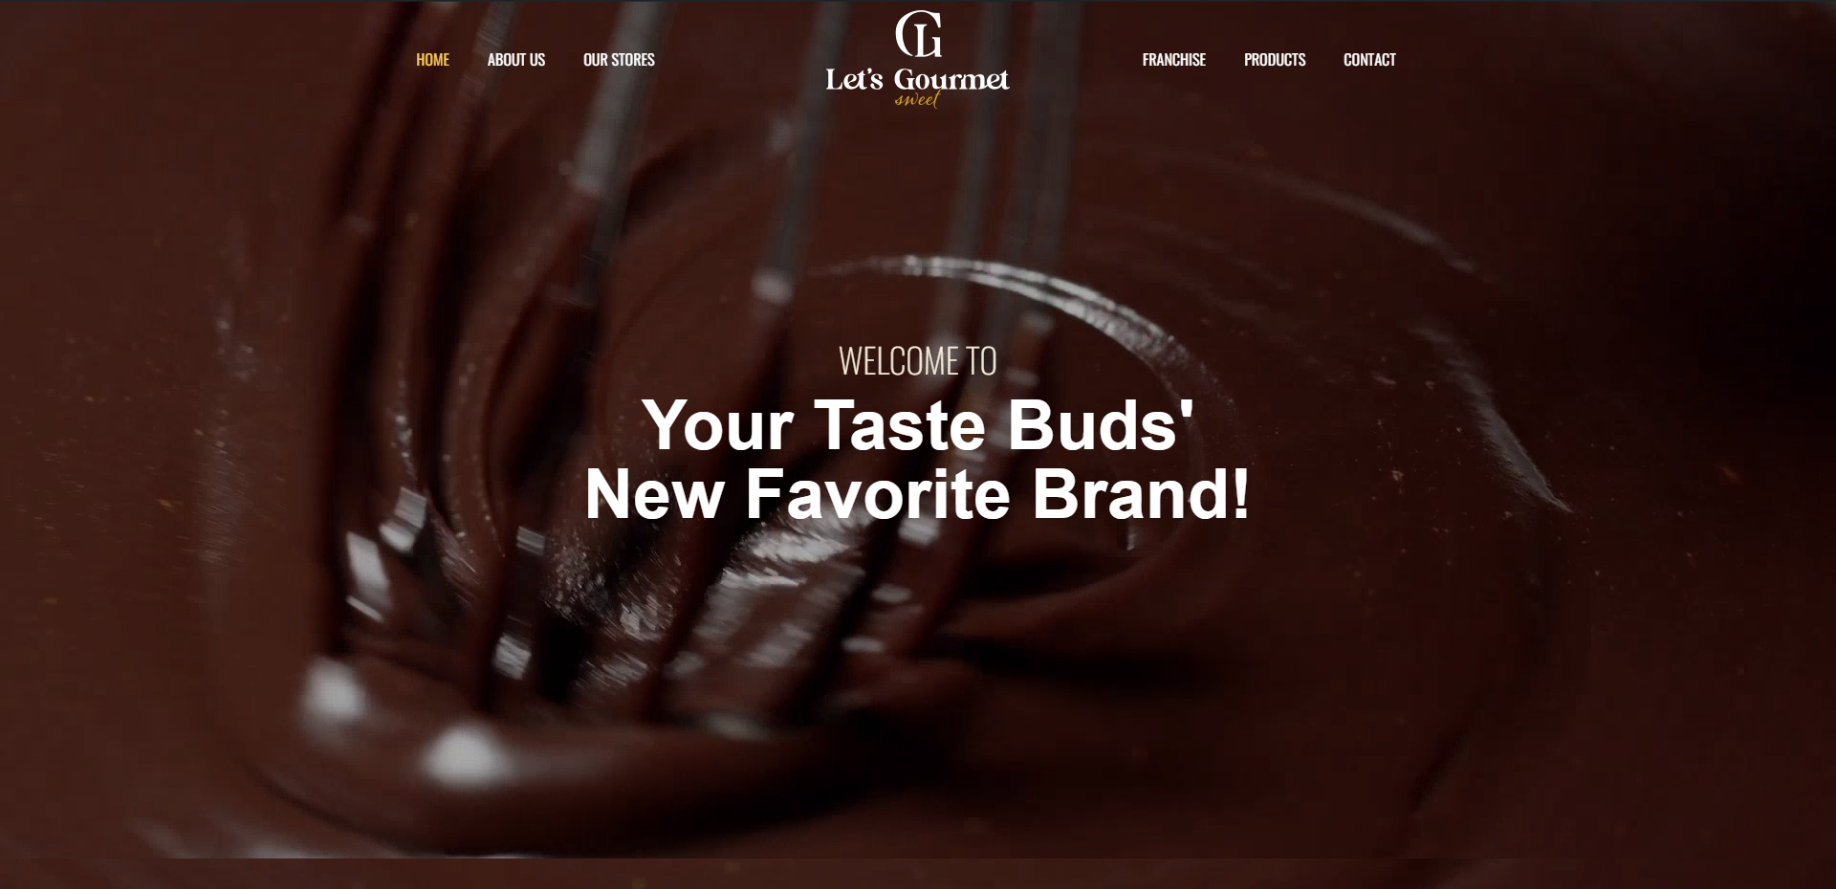 HOME
ABOUT US
OUR STORES
GL
Let's Gourmet
sweet
FRANCHISE
PRODUCTS
CONTACT
WELCOME TO
Your Taste Buds'
New Favorite Brand!